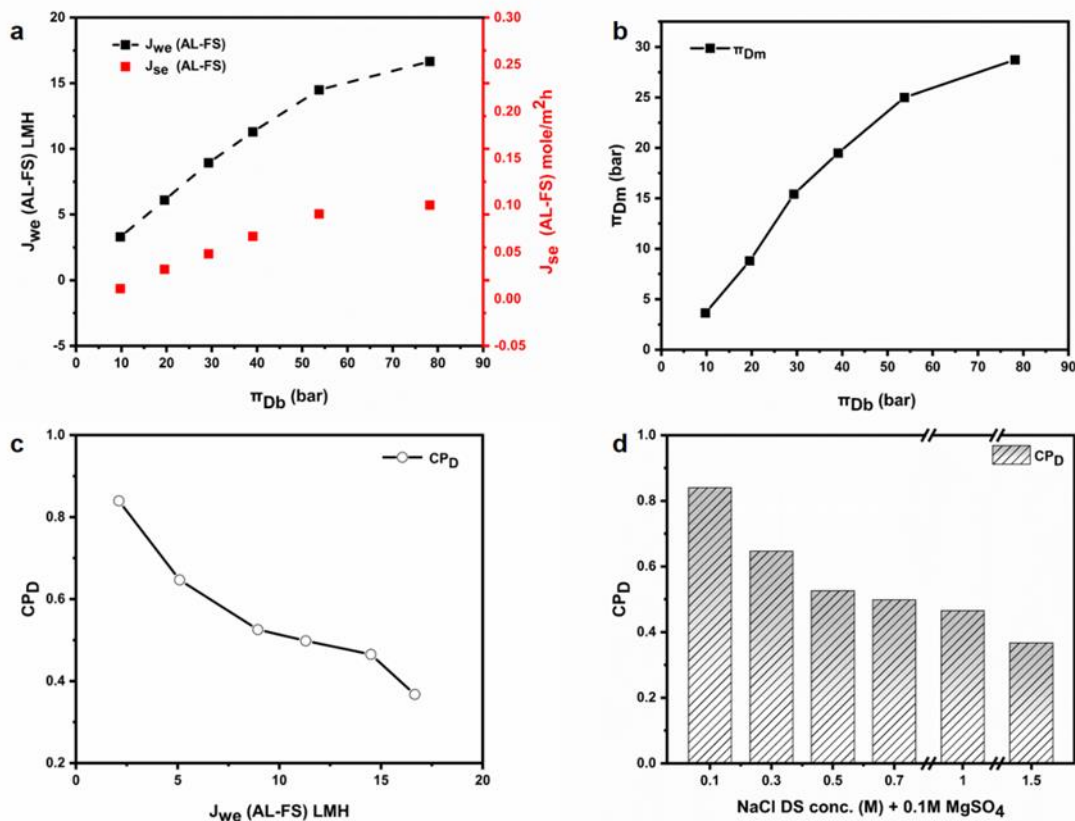 a
J_we (AL-FS)
J_se (AL-FS)
J_we (AL-FS) LMH
20
15
10
5
0
-5
0.30
0.25
0.20
0.15
0.10
0.05
0.00
-0.05
J_se (AL-FS) mole/m²h
0 10 20 30 40 50 60 70 80 90
π_Db (bar)
b
π_Dm
π_Dm (bar)
30
25
20
15
10
5
0
0 10 20 30 40 50 60 70 80 90
π_Db (bar)
c
CP_D
CP_D
1.0
0.8
0.6
0.4
0.2
0 5 10 15 20
J_we (AL-FS) LMH
d
CP_D
CP_D
1.0
0.8
0.6
0.4
0.2
0.0
0.1 0.3 0.5 0.7 1 1.5
NaCl DS conc. (M) + 0.1M MgSO₄